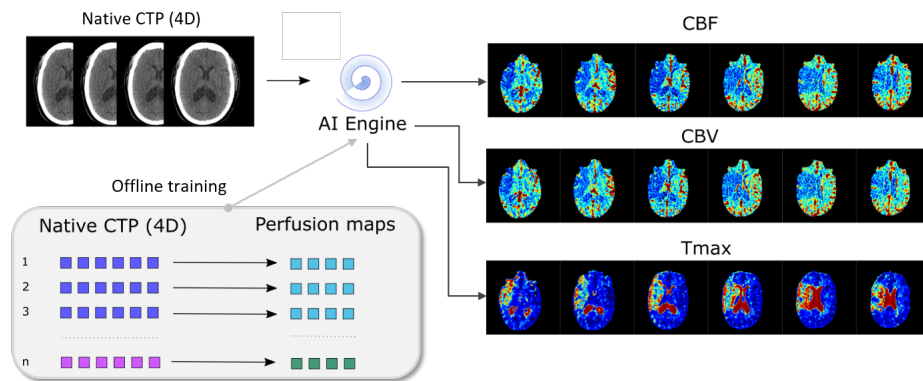 Native CTP (4D)
CBF
AI Engine
CBV
Offline training
Native CTP (4D)
Perfusion maps
Tmax
1
2
3
n